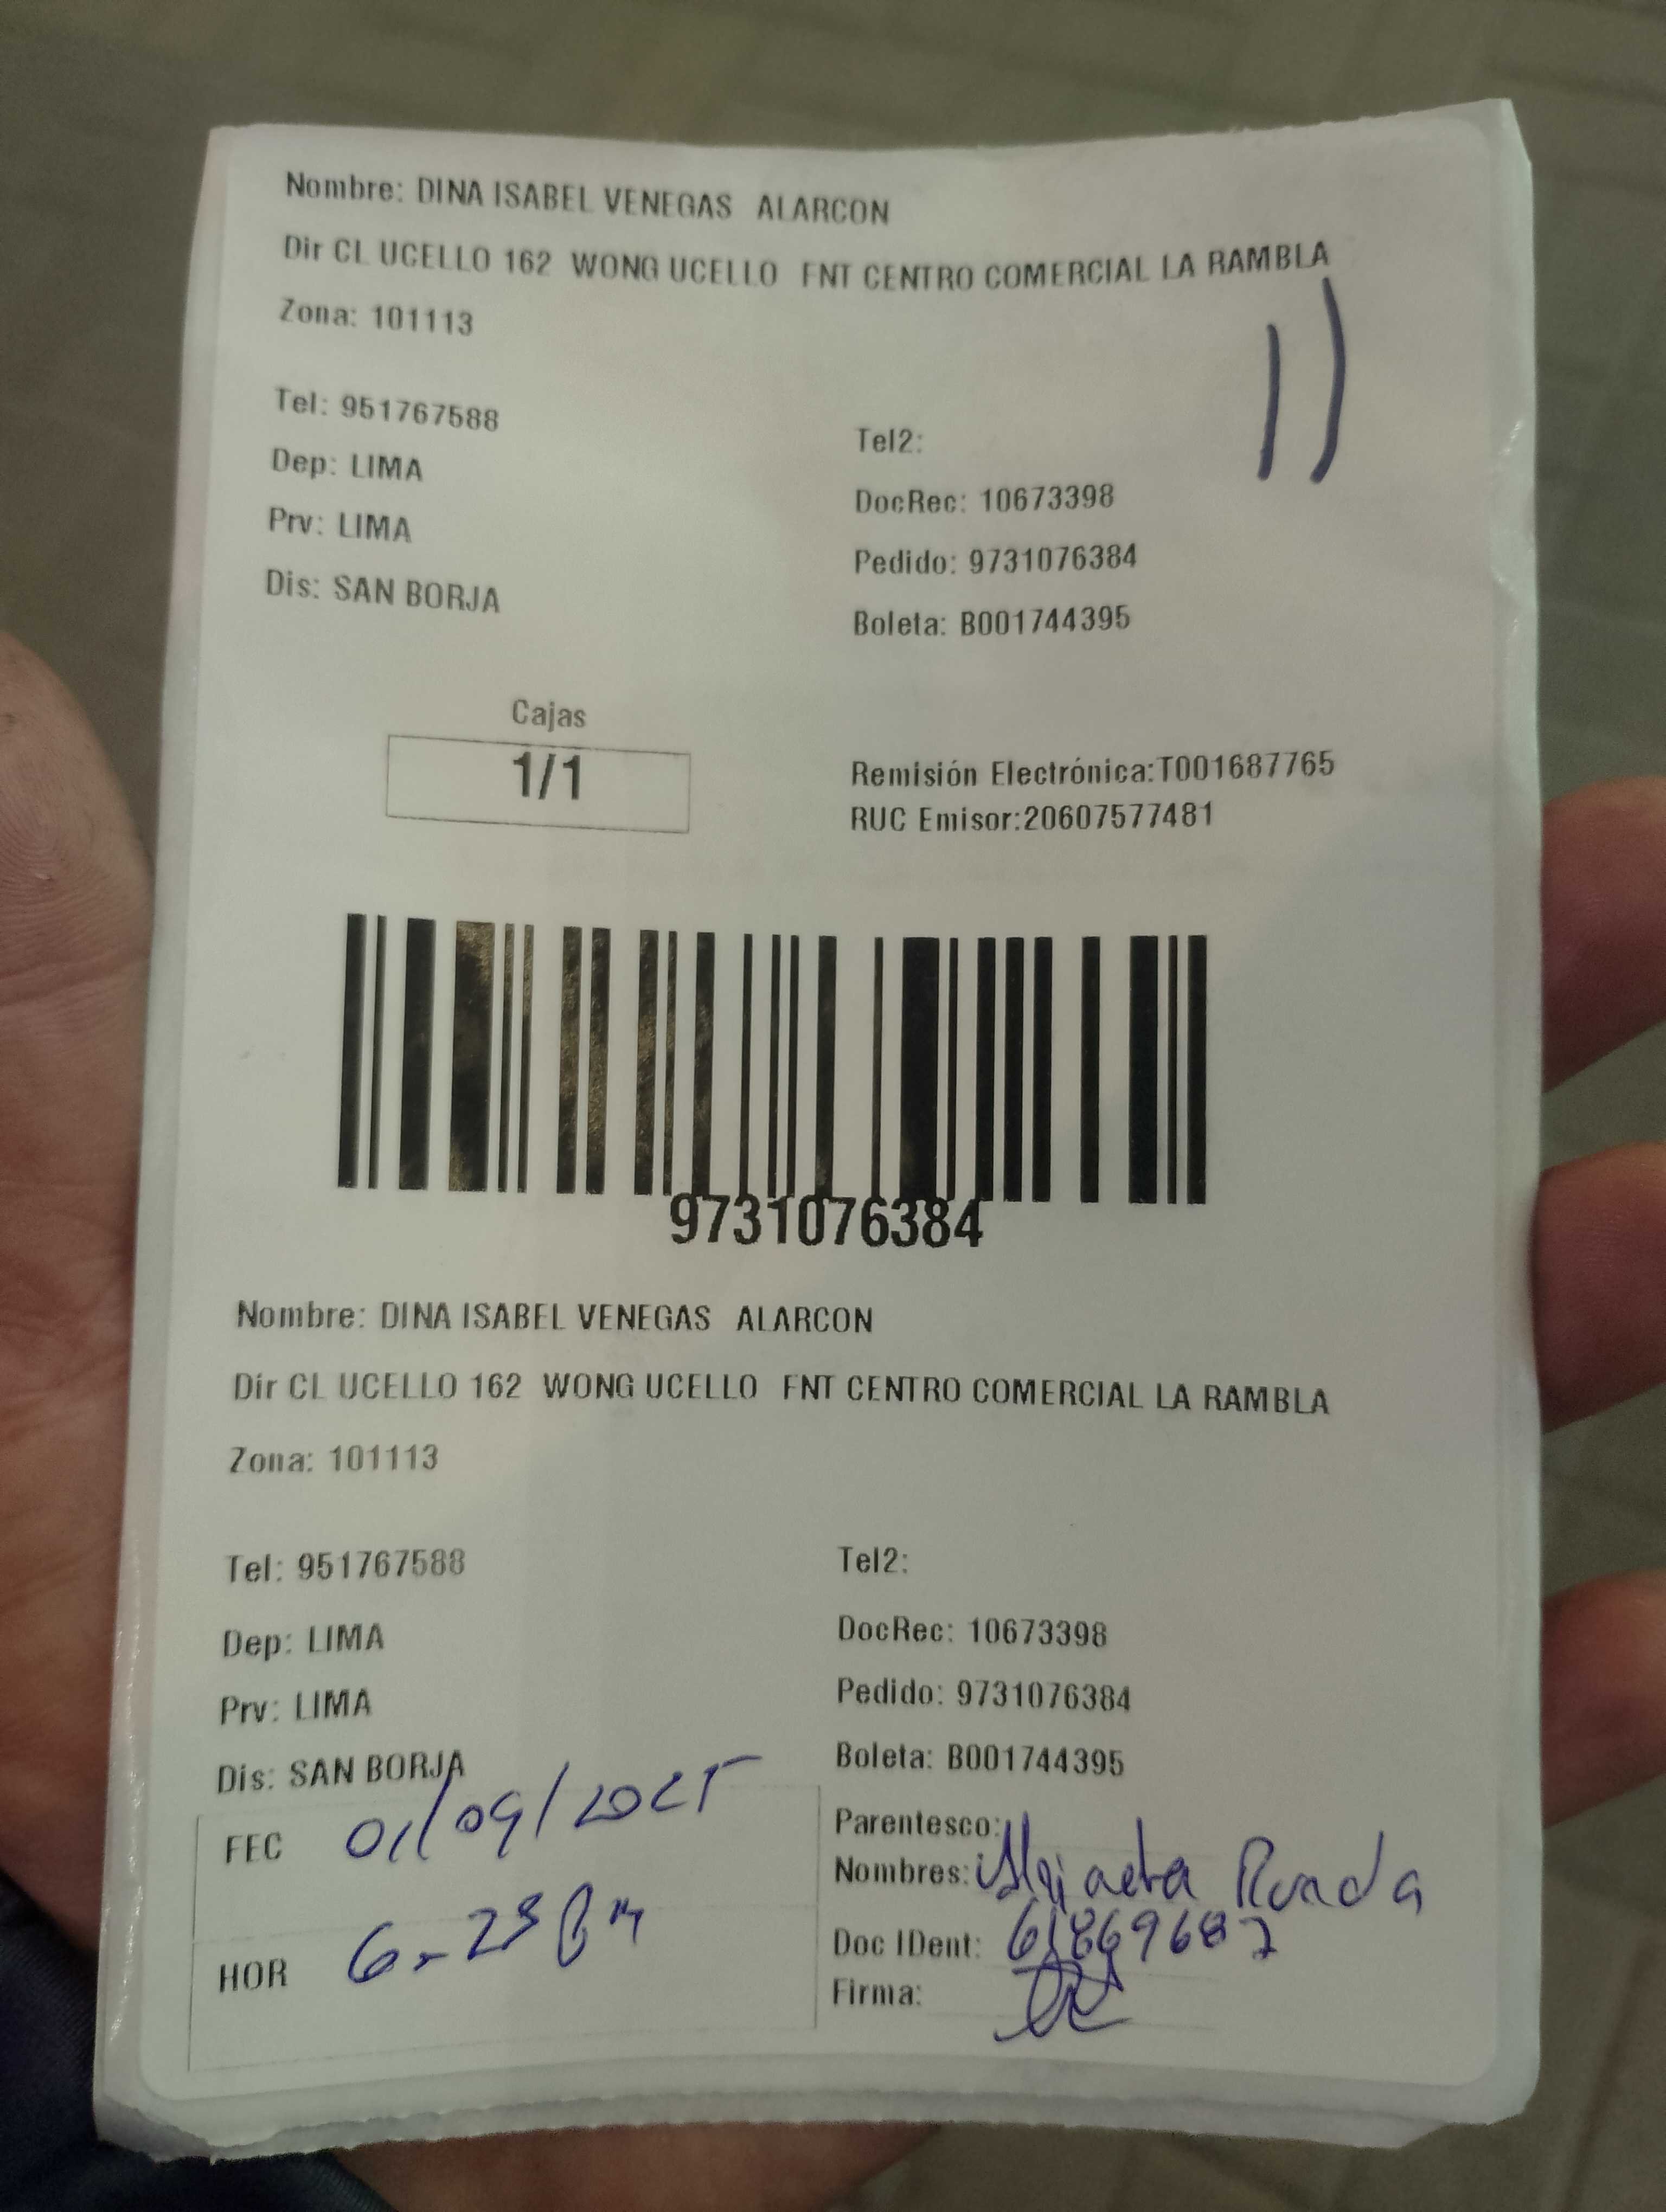 Nombre: DINA ISABEL VENEGAS ALARCON
Dir CL UCELLO 162 WONG UCELLO FNT CENTRO COMERCIAL LA RAMBLA
Zona: 101113
11
Tel: 951767588
Tel2:
Dep: LIMA
DocRec: 10673398
Prv: LIMA
Pedido: 9731076384
Dis: SAN BORJA
Boleta: B001744395
Cajas
1/1
Remisión Electrónica:T001687765
RUC Emisor:20607577481
9731076384
Nombre: DINA ISABEL VENEGAS ALARCON
Dir CL UCELLO 162 WONG UCELLO FNT CENTRO COMERCIAL LA RAMBLA
Zona: 101113
Tel: 951767588
Tel2:
Dep: LIMA
DocRec: 10673398
Prv: LIMA
Pedido: 9731076384
Dis: SAN BORJA
Boleta: B001744395
FEC 01/09/2025
Parentesco:
Nombres:
HOR
Doc IDent:
Firma: